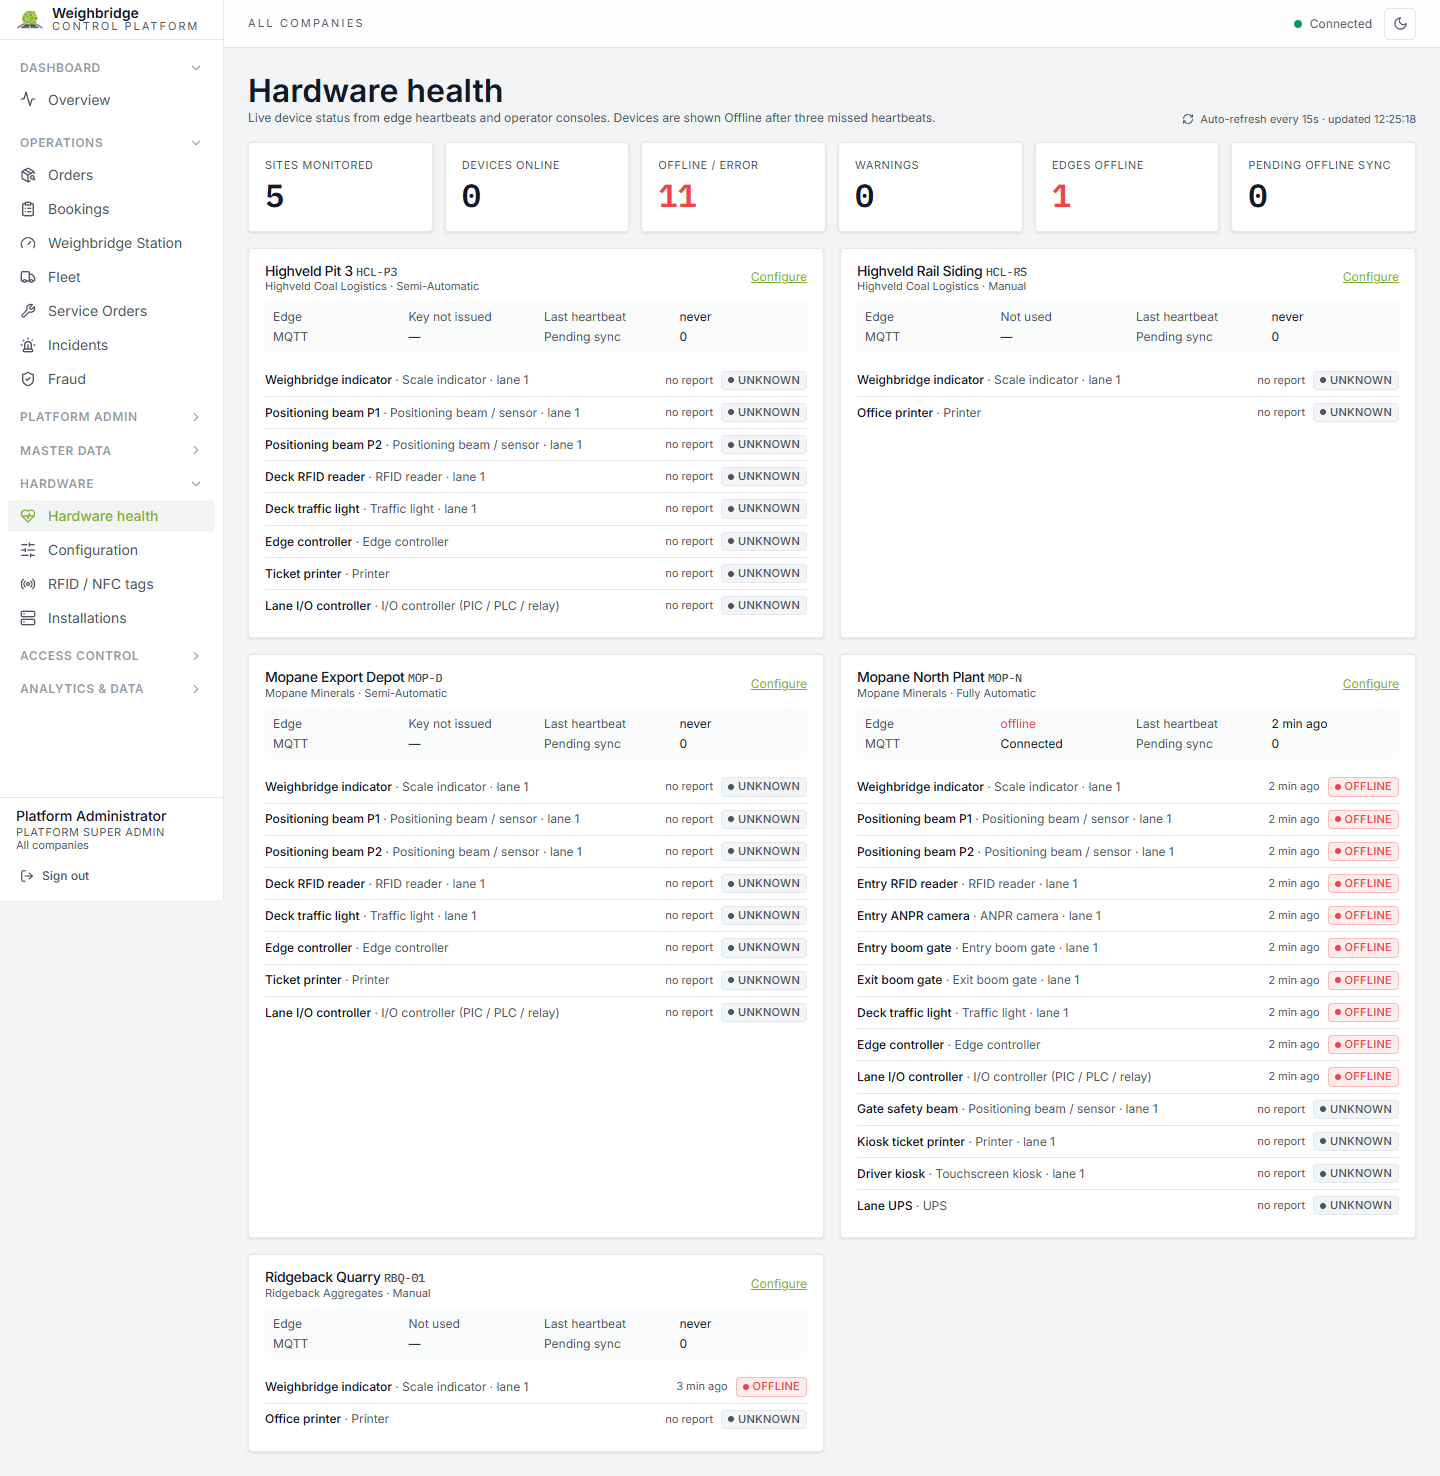 Weighbridge
CONTROL PLATFORM
DASHBOARD
Overview
OPERATIONS
Orders
Bookings
Weighbridge Station
Fleet
Service Orders
Incidents
Fraud
PLATFORM ADMIN
MASTER DATA
HARDWARE
Hardware health
Configuration
RFID / NFC tags
Installations
ACCESS CONTROL
ANALYTICS & DATA
Platform Administrator
PLATFORM SUPER ADMIN
All companies
Sign out
ALL COMPANIES
Connected
Hardware health
Live device status from edge heartbeats and operator consoles. Devices are shown Offline after three missed heartbeats.
Auto-refresh every 15s · updated 12:25:18
SITES MONITORED
5
DEVICES ONLINE
0
OFFLINE / ERROR
11
WARNINGS
0
EDGES OFFLINE
1
PENDING OFFLINE SYNC
0
Highveld Pit 3 HCL-P3
Highveld Coal Logistics · Semi-Automatic
Configure
Edge Key not issued Last heartbeat never
MQTT — Pending sync 0
Weighbridge indicator · Scale indicator · lane 1 no report UNKNOWN
Positioning beam P1 · Positioning beam / sensor · lane 1 no report UNKNOWN
Positioning beam P2 · Positioning beam / sensor · lane 1 no report UNKNOWN
Deck RFID reader · RFID reader · lane 1 no report UNKNOWN
Deck traffic light · Traffic light · lane 1 no report UNKNOWN
Edge controller · Edge controller no report UNKNOWN
Ticket printer · Printer no report UNKNOWN
Lane I/O controller · I/O controller (PIC / PLC / relay) no report UNKNOWN
Highveld Rail Siding HCL-RS
Highveld Coal Logistics · Manual
Configure
Edge Not used Last heartbeat never
MQTT — Pending sync 0
Weighbridge indicator · Scale indicator · lane 1 no report UNKNOWN
Office printer · Printer no report UNKNOWN
Mopane Export Depot MOP-D
Mopane Minerals · Semi-Automatic
Configure
Edge Key not issued Last heartbeat never
MQTT — Pending sync 0
Weighbridge indicator · Scale indicator · lane 1 no report UNKNOWN
Positioning beam P1 · Positioning beam / sensor · lane 1 no report UNKNOWN
Positioning beam P2 · Positioning beam / sensor · lane 1 no report UNKNOWN
Deck RFID reader · RFID reader · lane 1 no report UNKNOWN
Deck traffic light · Traffic light · lane 1 no report UNKNOWN
Edge controller · Edge controller no report UNKNOWN
Ticket printer · Printer no report UNKNOWN
Lane I/O controller · I/O controller (PIC / PLC / relay) no report UNKNOWN
Mopane North Plant MOP-N
Mopane Minerals · Fully Automatic
Configure
Edge offline Last heartbeat 2 min ago
MQTT Connected Pending sync 0
Weighbridge indicator · Scale indicator · lane 1 2 min ago OFFLINE
Positioning beam P1 · Positioning beam / sensor · lane 1 2 min ago OFFLINE
Positioning beam P2 · Positioning beam / sensor · lane 1 2 min ago OFFLINE
Entry RFID reader · RFID reader · lane 1 2 min ago OFFLINE
Entry ANPR camera · ANPR camera · lane 1 2 min ago OFFLINE
Entry boom gate · Entry boom gate · lane 1 2 min ago OFFLINE
Exit boom gate · Exit boom gate · lane 1 2 min ago OFFLINE
Deck traffic light · Traffic light · lane 1 2 min ago OFFLINE
Edge controller · Edge controller 2 min ago OFFLINE
Lane I/O controller · I/O controller (PIC / PLC / relay) 2 min ago OFFLINE
Gate safety beam · Positioning beam / sensor · lane 1 no report UNKNOWN
Kiosk ticket printer · Printer · lane 1 no report UNKNOWN
Driver kiosk · Touchscreen kiosk · lane 1 no report UNKNOWN
Lane UPS · UPS no report UNKNOWN
Ridgeback Quarry RBQ-01
Ridgeback Aggregates · Manual
Configure
Edge Not used Last heartbeat never
MQTT — Pending sync 0
Weighbridge indicator · Scale indicator · lane 1 3 min ago OFFLINE
Office printer · Printer no report UNKNOWN